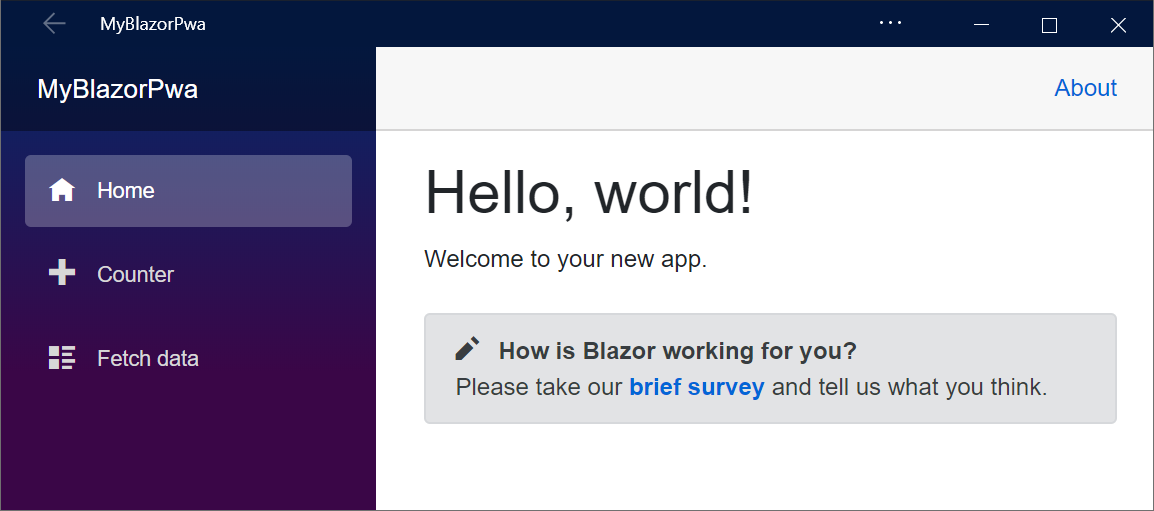 MyBlazorPwa
MyBlazorPwa
About
Home
Counter
Fetch data
Hello, world!
Welcome to your new app.
How is Blazor working for you?
Please take our brief survey and tell us what you think.